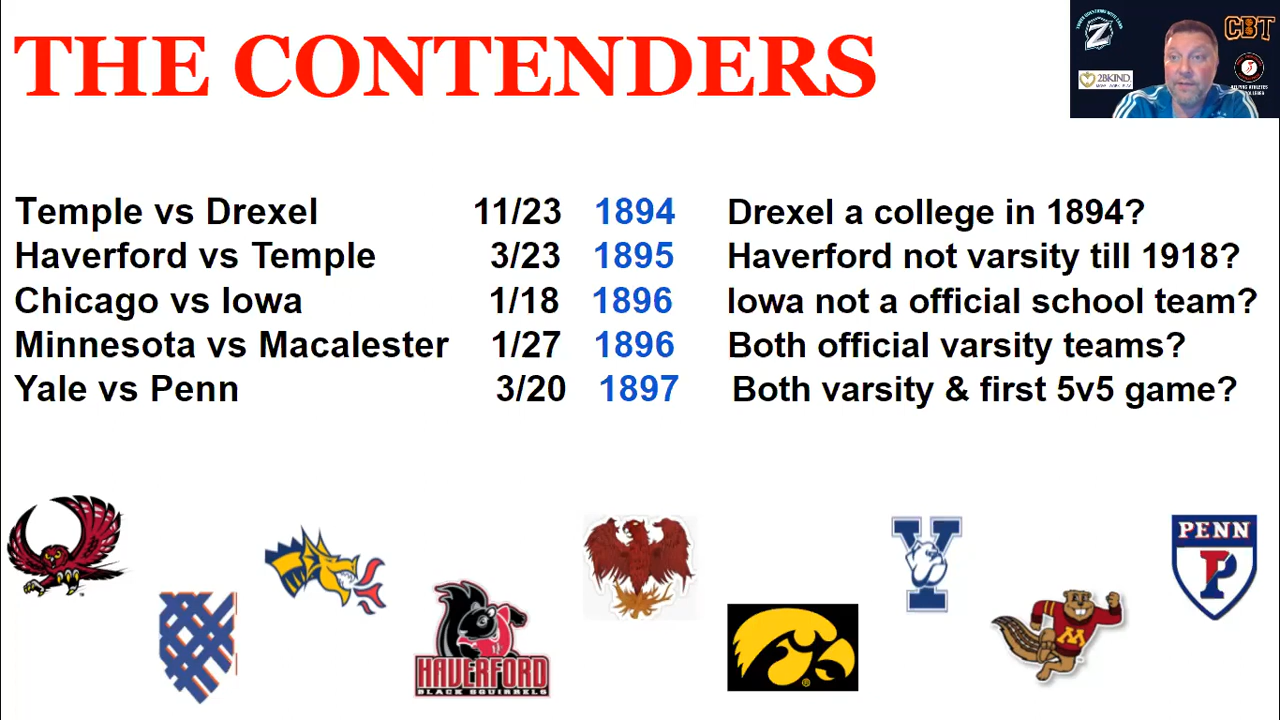 THE CONTENDERS
Z
CBT
2BKIND
HELPING ATHLETES
Temple vs Drexel 11/23 1894 Drexel a college in 1894?
Haverford vs Temple 3/23 1895 Haverford not varsity till 1918?
Chicago vs Iowa 1/18 1896 Iowa not a official school team?
Minnesota vs Macalester 1/27 1896 Both official varsity teams?
Yale vs Penn 3/20 1897 Both varsity & first 5v5 game?
Y
PENN
P
M
HAVERFORD
BLACK SQUIRRELS